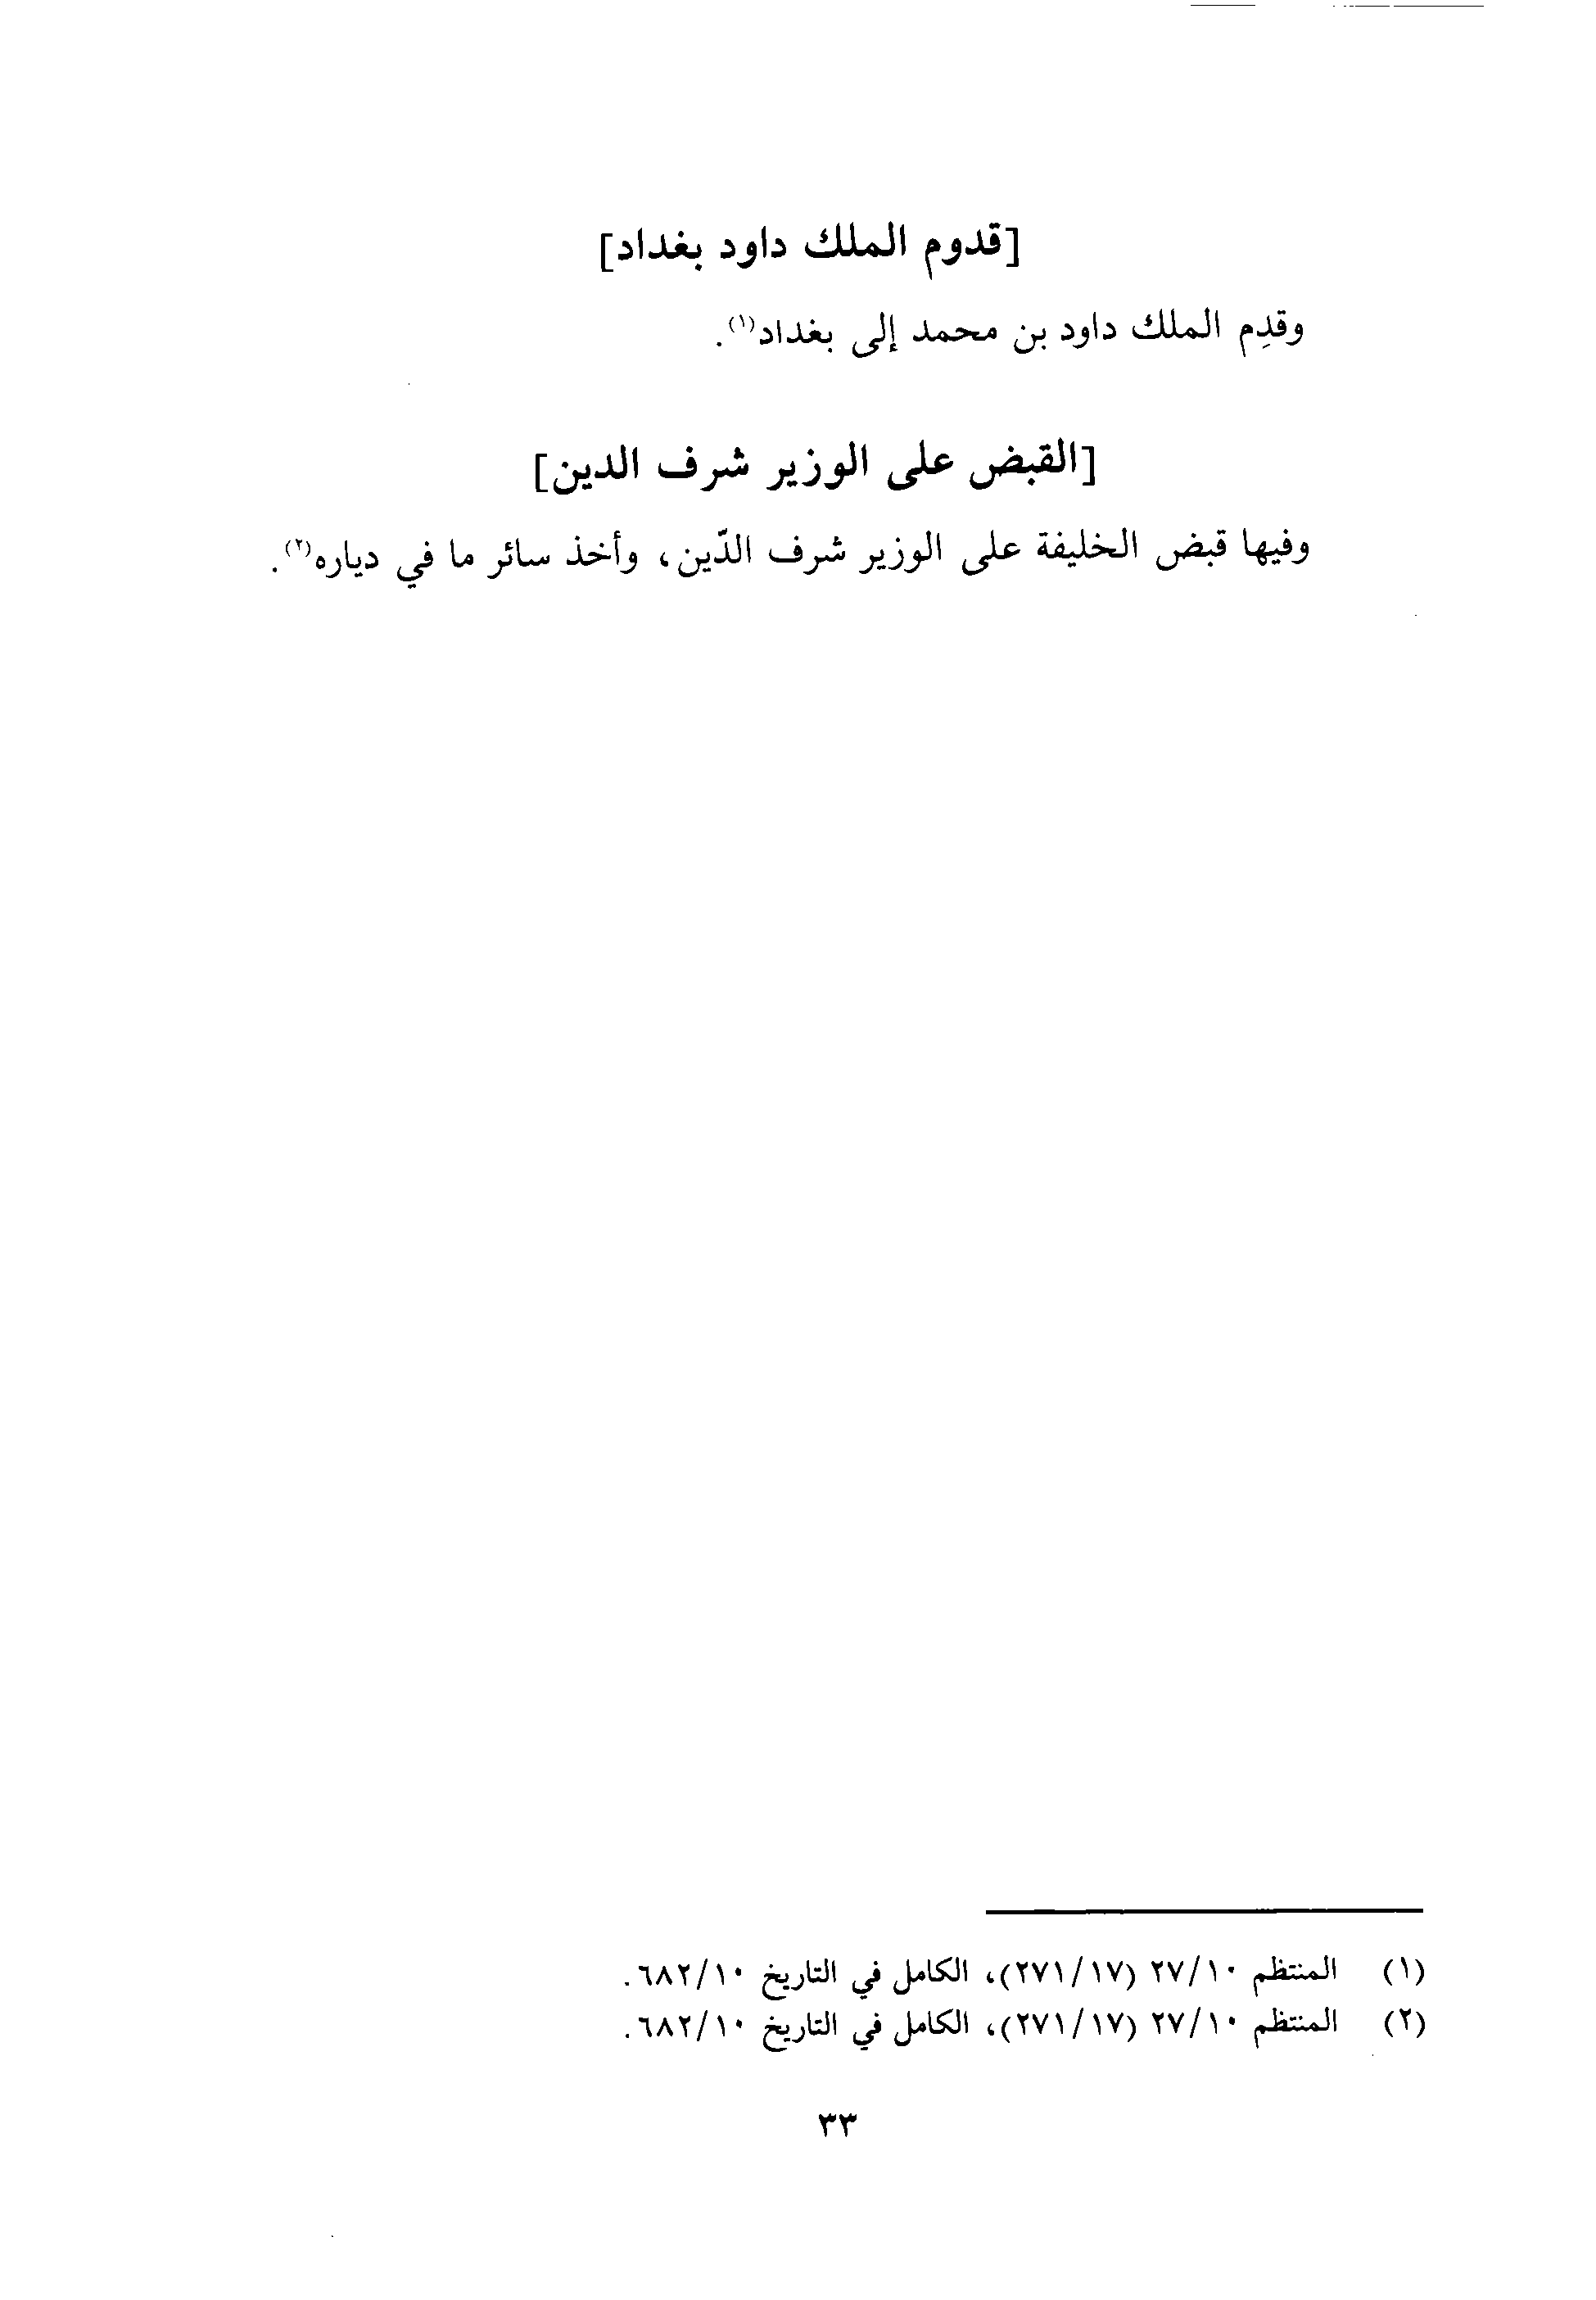 [قدوم الملك داود بغداد]
وقدِم الملك داود بن محمد إلى بغداد(١).
[القبض على الوزير شرف الدين]
وفيها قبض الخليفة على الوزير شرف الدّين، وأخذ سائر ما في دياره(٢).
(١) المنتظم ٢٧/١٠ (٢٧١/١٧)، الكامل في التاريخ ٦٨٢/١٠.
(٢) المنتظم ٢٧/١٠ (٢٧١/١٧)، الكامل في التاريخ ٦٨٢/١٠.
٣٣